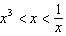 x³ < x < 1/x